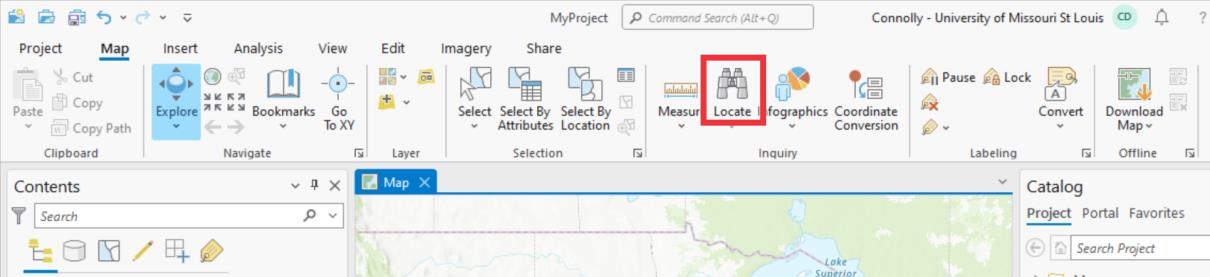 MyProject
Command Search (Alt+Q)
Connolly - University of Missouri St Louis
CD
?
Project Map Insert Analysis View Edit Imagery Share
Paste
Cut
Copy
Copy Path
Clipboard
Explore
Bookmarks
Go
To XY
Navigate
Layer
Select
Select By
Attributes
Select By
Location
Selection
Measure
Locate
Infographics
Coordinate
Conversion
Inquiry
Pause
Lock
A
Convert
Labeling
Download
Map
Offline
Contents
Search
Map
Lake
Superior
Catalog
Project Portal Favorites
Search Project